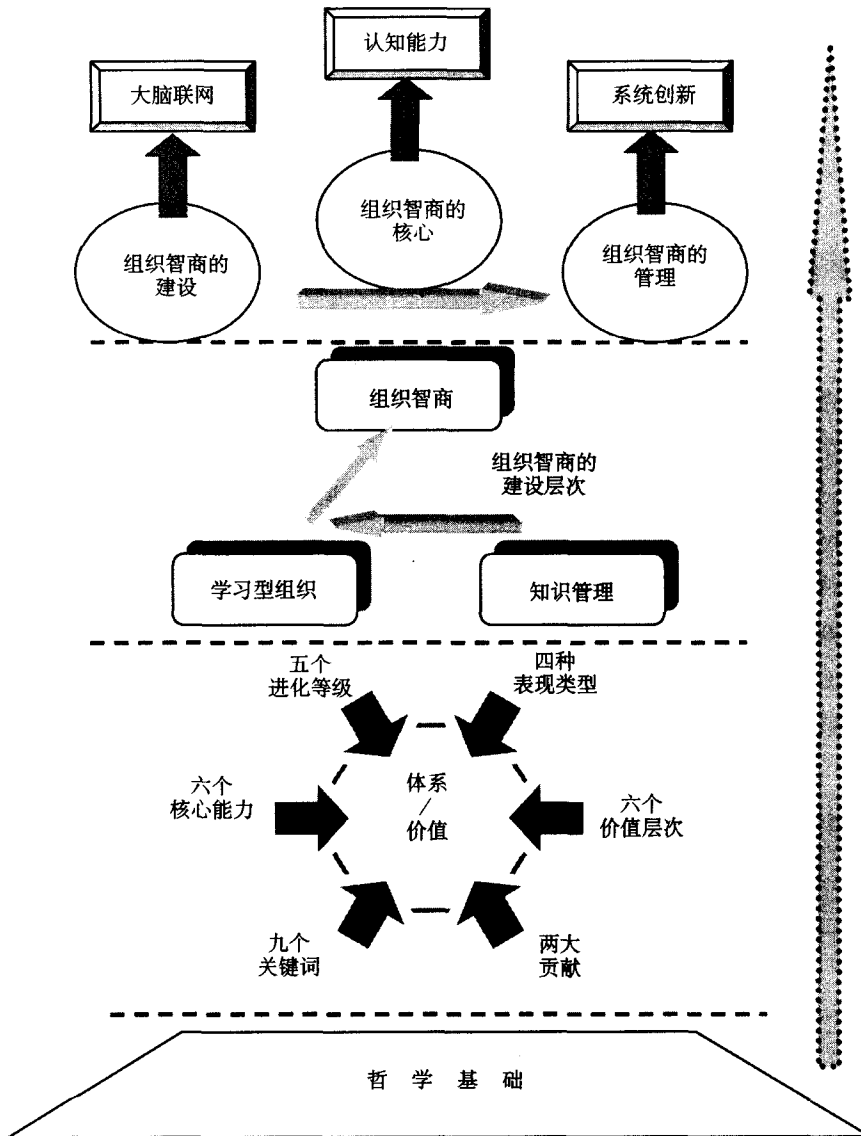 认知能力
大脑联网
系统创新
组织智商的
核心
组织智商的
建设
组织智商的
管理
组织智商
组织智商的
建设层次
学习型组织
知识管理
五个
进化等级
四种
表现类型
六个
核心能力
体系
/
价值
六个
价值层次
九个
关键词
两大
贡献
哲 学 基 础